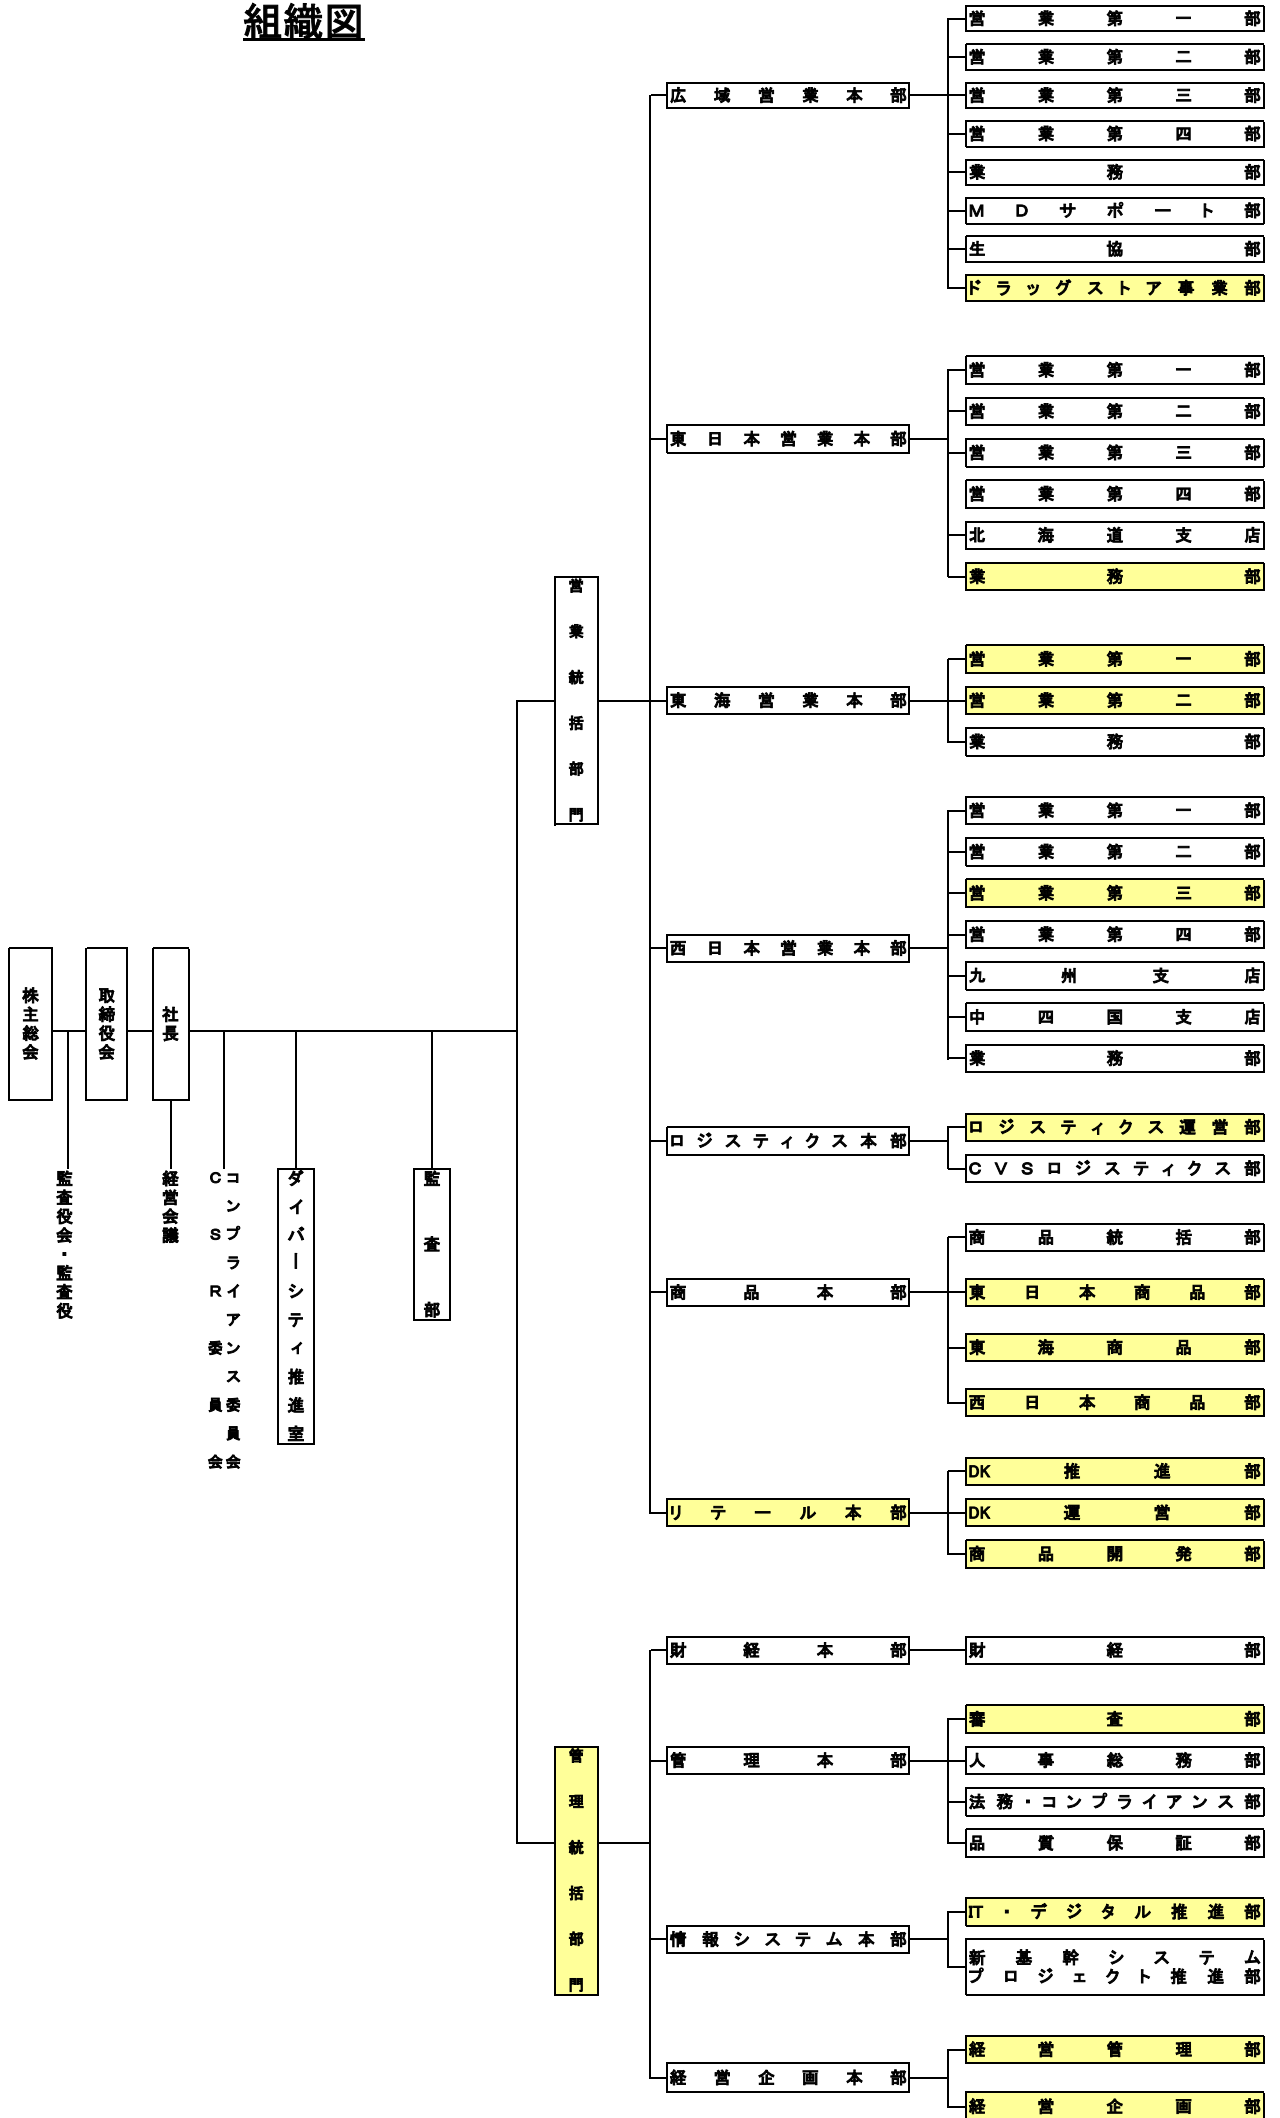 組織図
株主総会
監査役会・監査役
取締役会
社長
経営会議
コンプライアンス委員会
CSR委員会
ダイバーシティ推進室
監査部
営業統括部門
広域営業本部
営業第一部
営業第二部
営業第三部
営業第四部
業務部
MDサポート部
生協部
ドラッグストア事業部
東日本営業本部
営業第一部
営業第二部
営業第三部
営業第四部
北海道支店
業務部
東海営業本部
営業第一部
営業第二部
業務部
西日本営業本部
営業第一部
営業第二部
営業第三部
営業第四部
九州支店
中四国支店
業務部
ロジスティクス本部
ロジスティクス運営部
CVSロジスティクス部
商品本部
商品統括部
東日本商品部
東海商品部
西日本商品部
リテール本部
DK推進部
DK運営部
商品開発部
管理統括部門
財経本部
財経部
管理本部
審査部
人事総務部
法務・コンプライアンス部
品質保証部
情報システム本部
IT・デジタル推進部
新基幹システム
プロジェクト推進部
経営企画本部
経営管理部
経営企画部